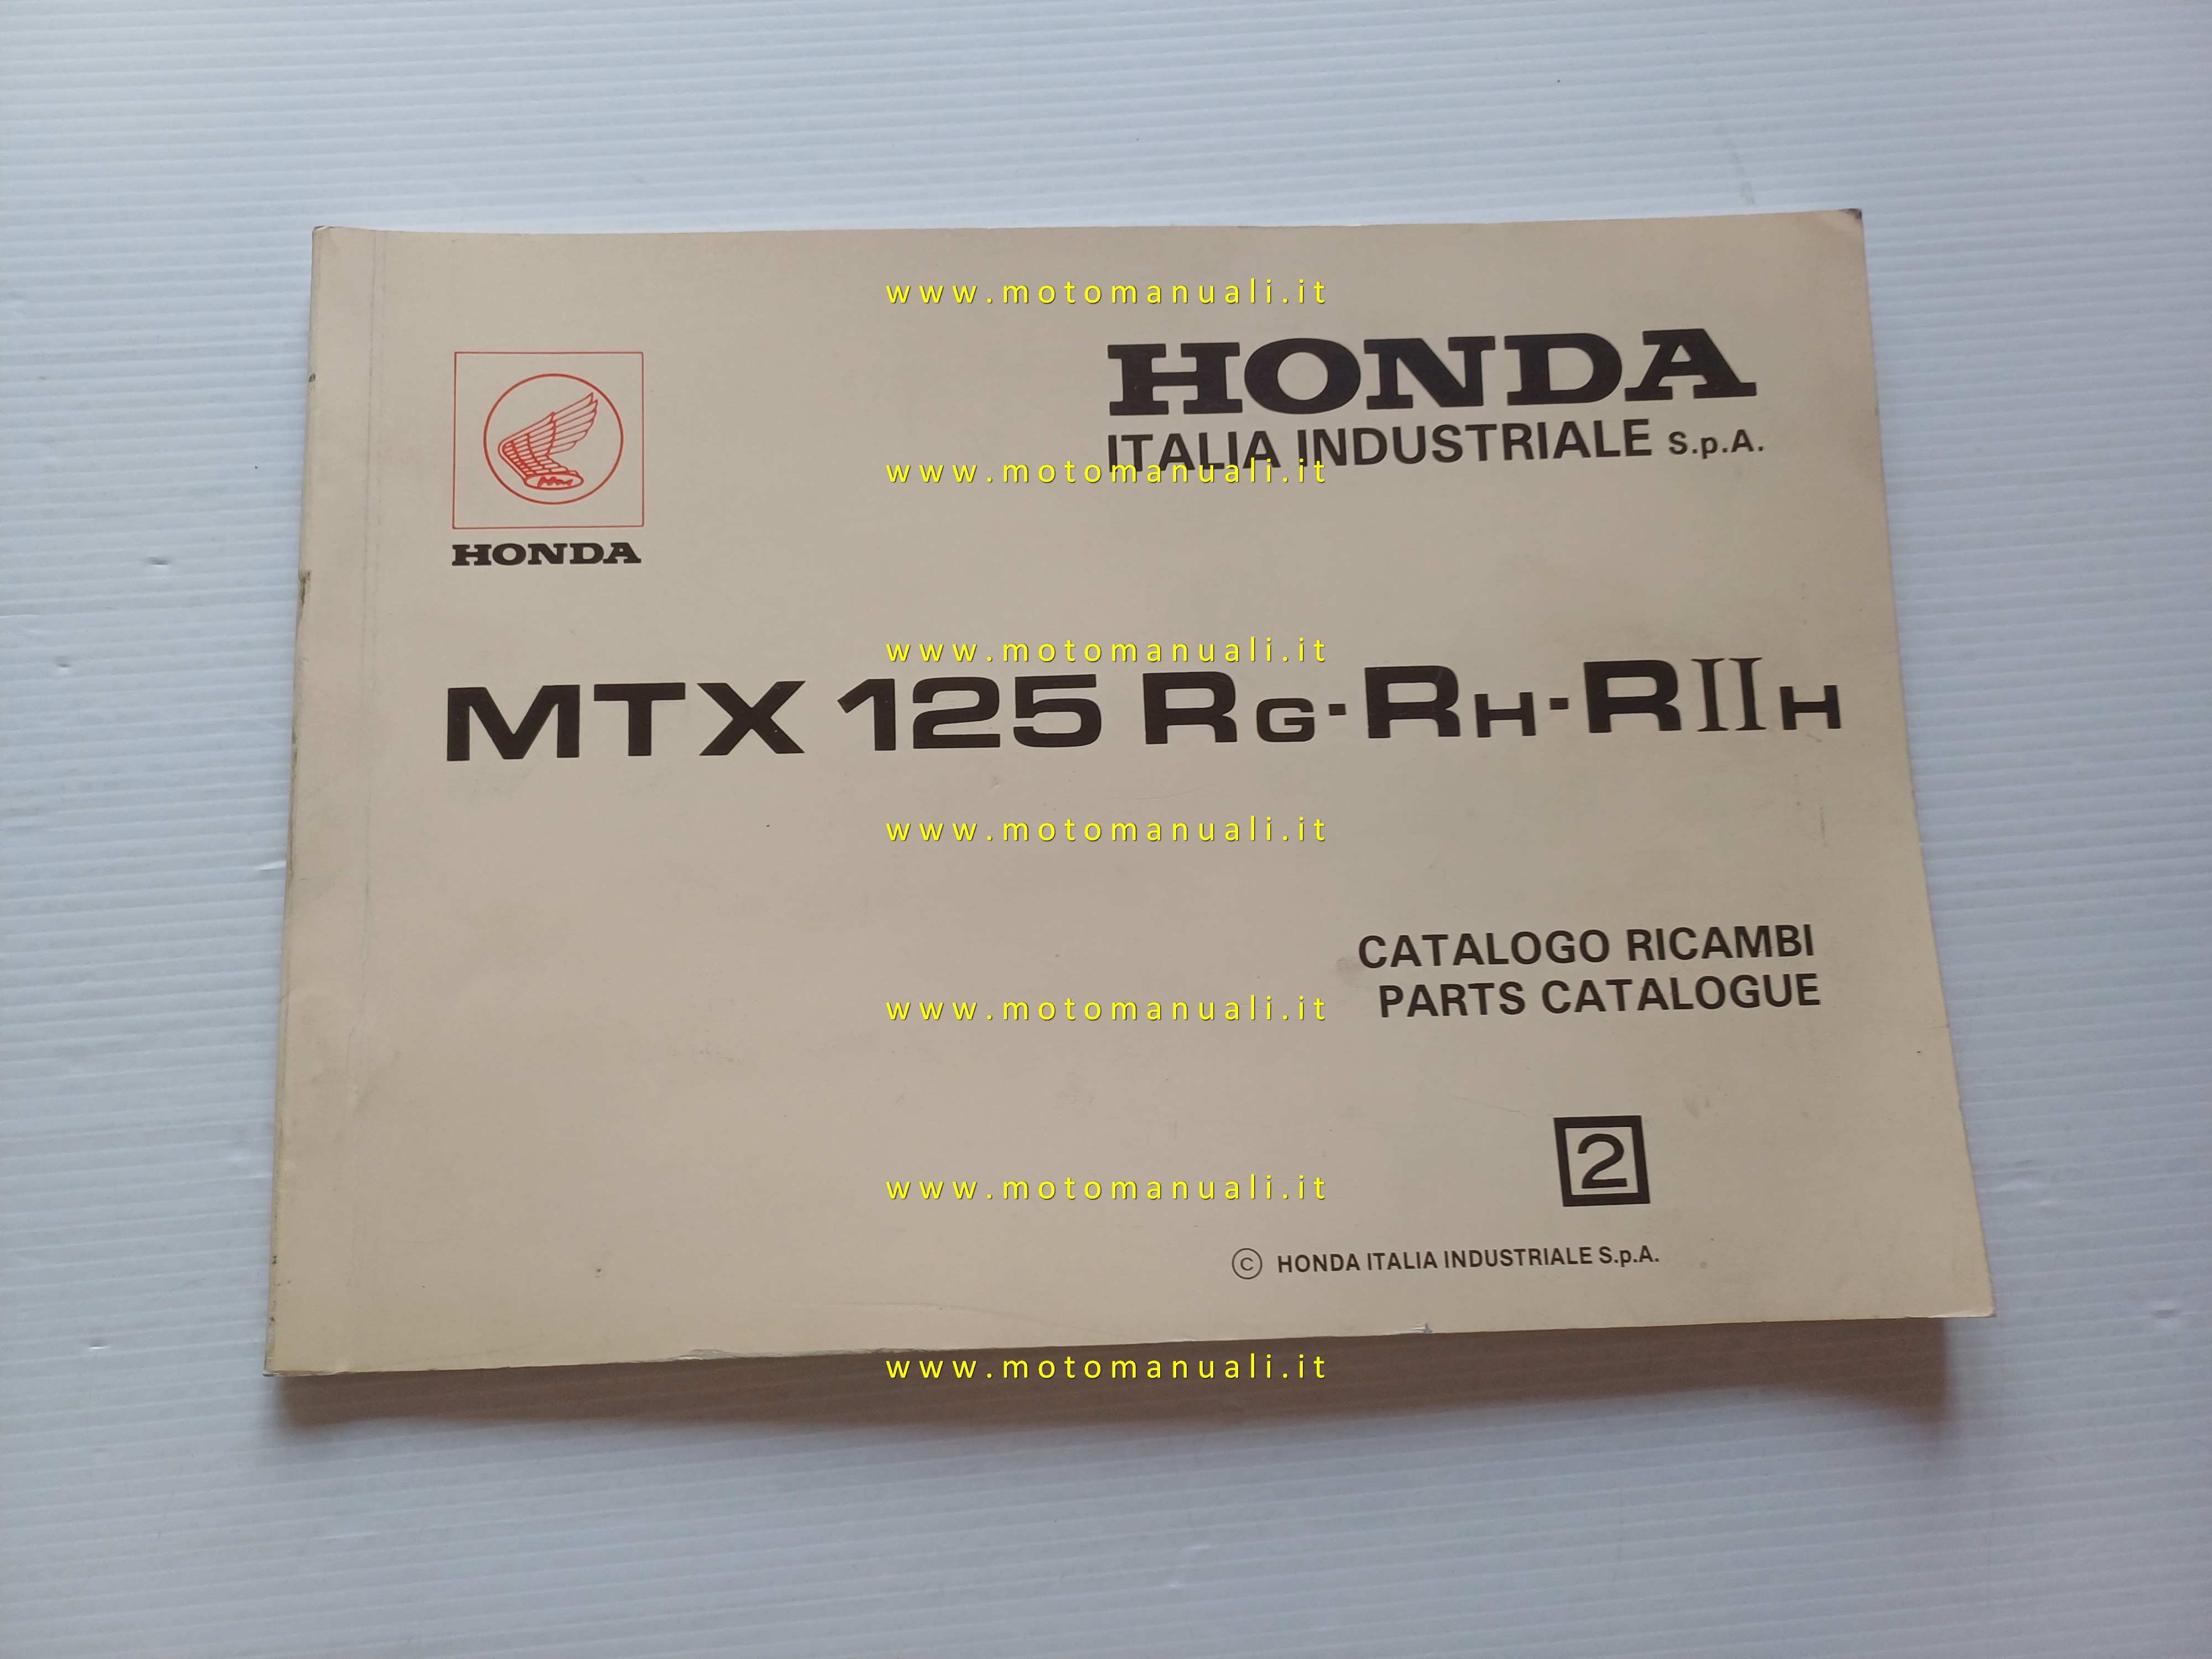 www.motomanuali.it
HONDA
ITALIA INDUSTRIALE S.p.A.
www.motomanuali.it
HONDA
www.motomanuali.it
MTX 125 RG-RH-RIIH
www.motomanuali.it
CATALOGO RICAMBI
PARTS CATALOGUE
www.motomanuali.it
2
www.motomanuali.it
© HONDA ITALIA INDUSTRIALE S.p.A.
www.motomanuali.it